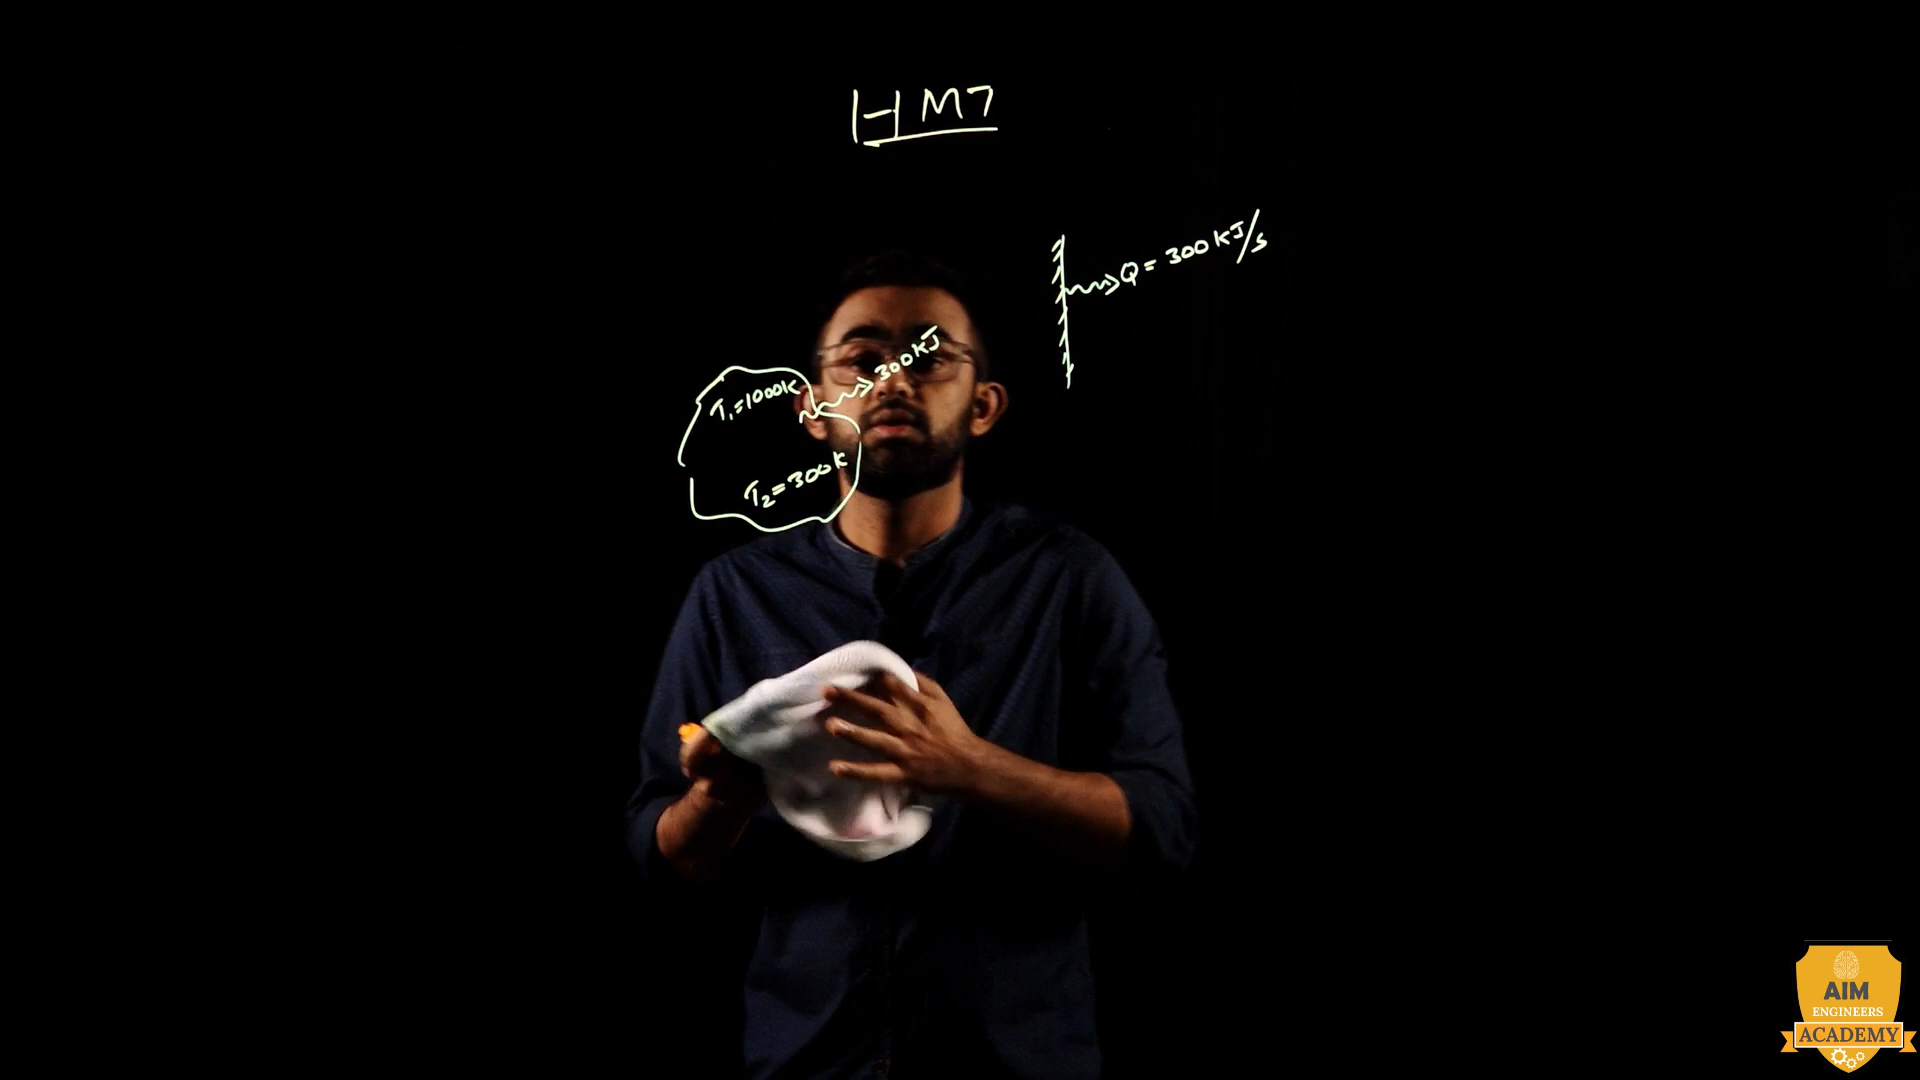 HMT
Q = 300 KJ/s
300 KJ
T₁ = 1000K
T₂ = 300K
AIM
ENGINEERS
ACADEMY